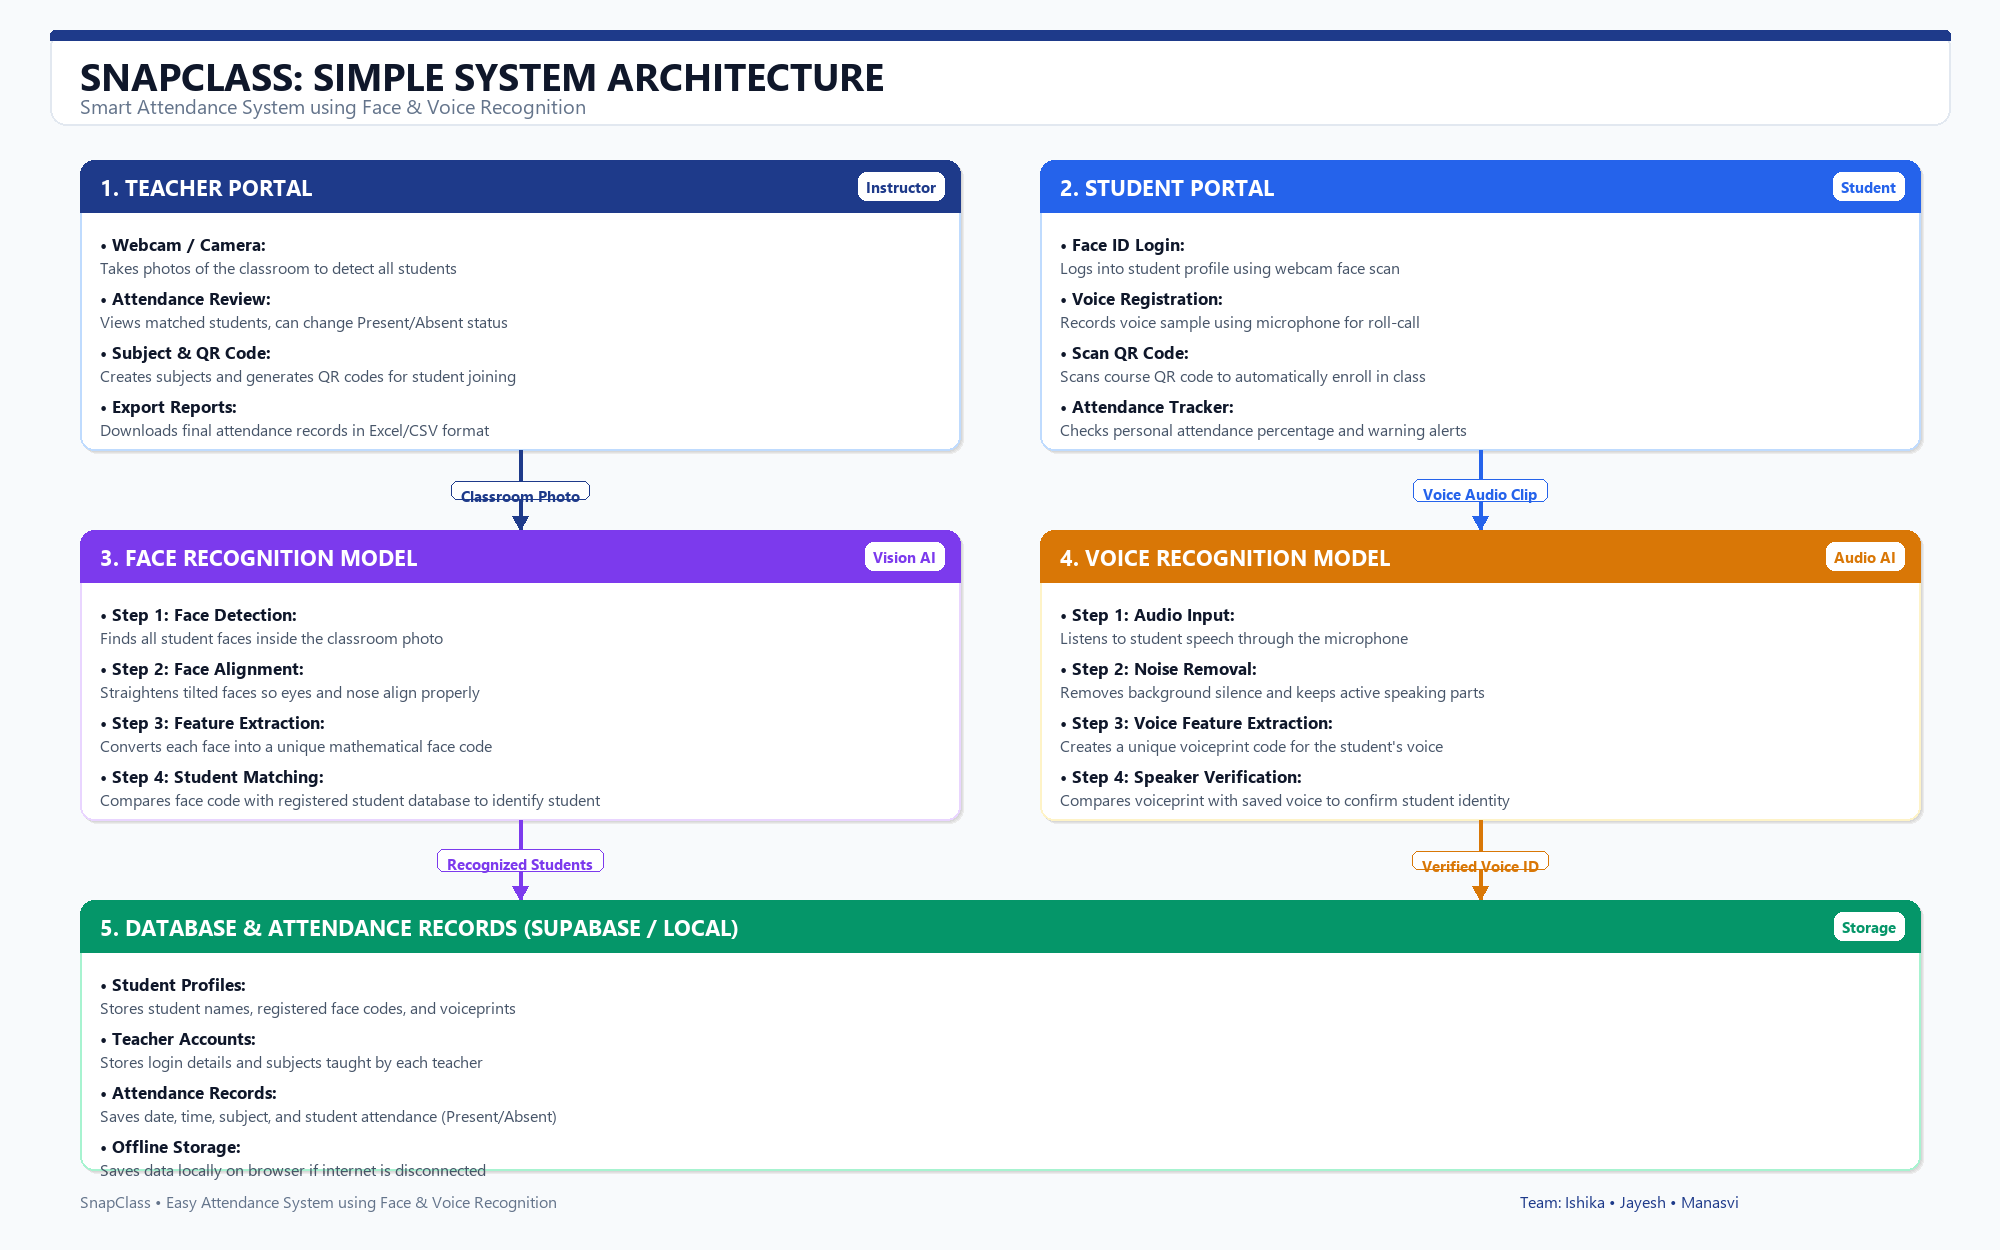 SNAPCLASS: SIMPLE SYSTEM ARCHITECTURE
Smart Attendance System using Face & Voice Recognition
1. TEACHER PORTAL
Instructor
• Webcam / Camera:
Takes photos of the classroom to detect all students
• Attendance Review:
Views matched students, can change Present/Absent status
• Subject & QR Code:
Creates subjects and generates QR codes for student joining
• Export Reports:
Downloads final attendance records in Excel/CSV format
2. STUDENT PORTAL
Student
• Face ID Login:
Logs into student profile using webcam face scan
• Voice Registration:
Records voice sample using microphone for roll-call
• Scan QR Code:
Scans course QR code to automatically enroll in class
• Attendance Tracker:
Checks personal attendance percentage and warning alerts
Classroom Photo
Voice Audio Clip
3. FACE RECOGNITION MODEL
Vision AI
• Step 1: Face Detection:
Finds all student faces inside the classroom photo
• Step 2: Face Alignment:
Straightens tilted faces so eyes and nose align properly
• Step 3: Feature Extraction:
Converts each face into a unique mathematical face code
• Step 4: Student Matching:
Compares face code with registered student database to identify student
4. VOICE RECOGNITION MODEL
Audio AI
• Step 1: Audio Input:
Listens to student speech through the microphone
• Step 2: Noise Removal:
Removes background silence and keeps active speaking parts
• Step 3: Voice Feature Extraction:
Creates a unique voiceprint code for the student's voice
• Step 4: Speaker Verification:
Compares voiceprint with saved voice to confirm student identity
Recognized Students
Verified Voice ID
5. DATABASE & ATTENDANCE RECORDS (SUPABASE / LOCAL)
Storage
• Student Profiles:
Stores student names, registered face codes, and voiceprints
• Teacher Accounts:
Stores login details and subjects taught by each teacher
• Attendance Records:
Saves date, time, subject, and student attendance (Present/Absent)
• Offline Storage:
Saves data locally on browser if internet is disconnected
SnapClass • Easy Attendance System using Face & Voice Recognition
Team: Ishika • Jayesh • Manasvi